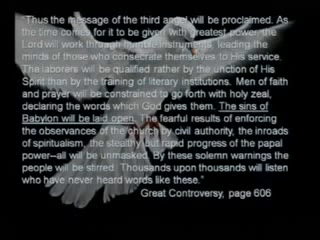 "Thus the message of the third angel will be proclaimed. As
the time comes for it to be given with greatest power, the
Lord will work through humble instruments, leading the
minds of those who consecrate themselves to His service.
The laborers will be qualified rather by the unction of His
Spirit than by the training of literary institutions. Men of faith
and prayer will be constrained to go forth with holy zeal,
declaring the words which God gives them. The sins of
Babylon will be laid open. The fearful results of enforcing
the observances of the church by civil authority, the inroads
of spiritualism, the stealthy but rapid progress of the papal
power--all will be unmasked. By these solemn warnings the
people will be stirred. Thousands upon thousands will listen
who have never heard words like these."
Great Controversy, page 606